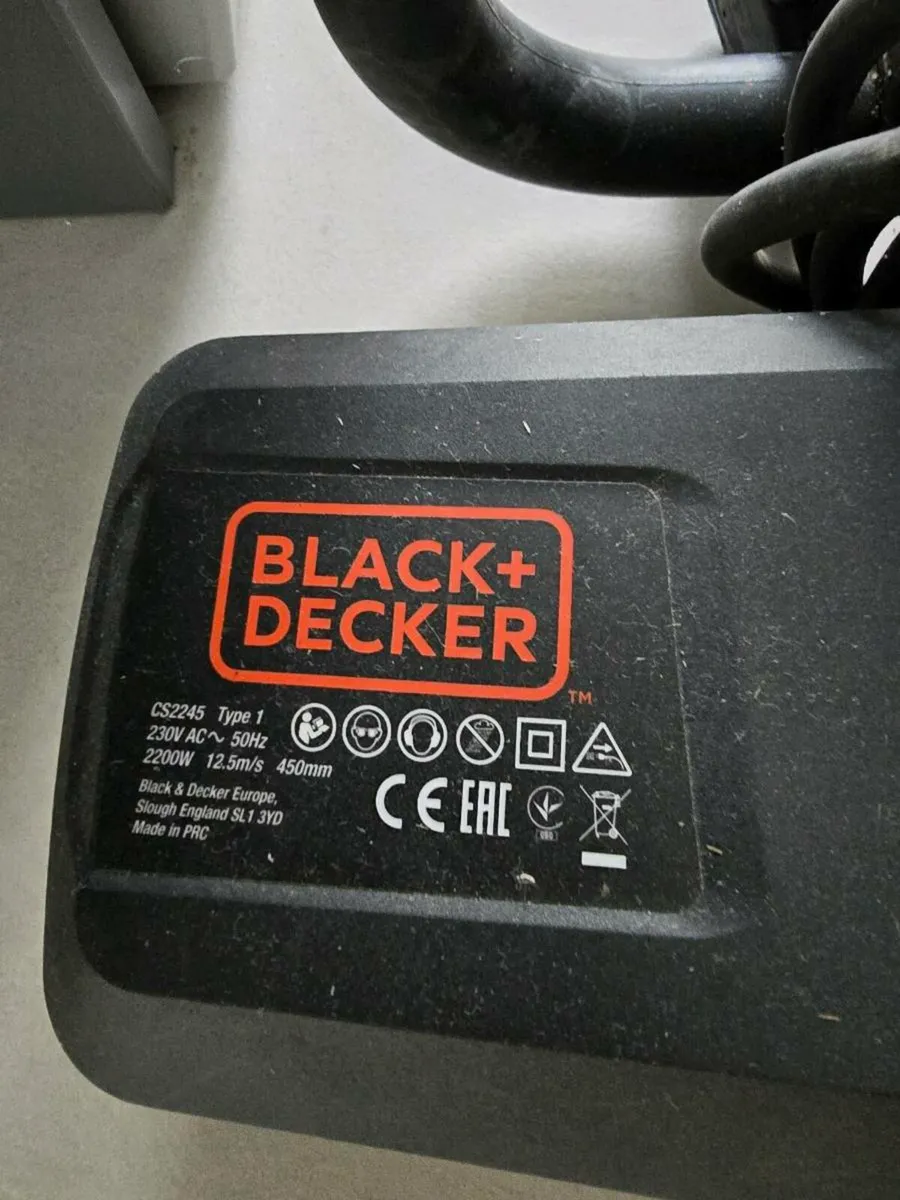 BLACK+
DECKER
TM
CS2245 Type 1
230V AC~ 50Hz
2200W 12.5m/s 450mm
Black & Decker Europe,
Slough England SL1 3YD
Made in PRC
CE EAC